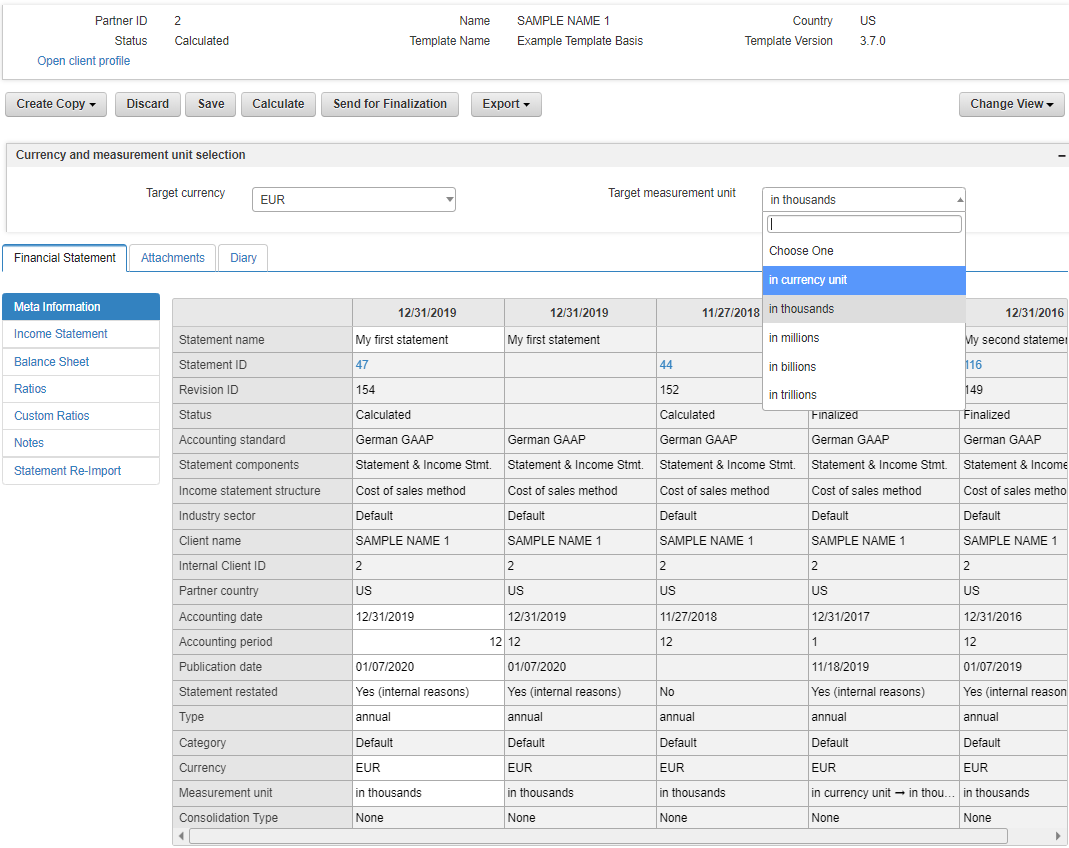 Partner ID 2 Name SAMPLE NAME 1 Country US
Status Calculated Template Name Example Template Basis Template Version 3.7.0
Open client profile
Create Copy Discard Save Calculate Send for Finalization Export Change View
Currency and measurement unit selection
Target currency EUR Target measurement unit in thousands
Choose One
in currency unit
in thousands
in millions
in billions
in trillions
Financial Statement Attachments Diary
Meta Information
Income Statement
Balance Sheet
Ratios
Custom Ratios
Notes
Statement Re-Import
12/31/2019 12/31/2019 11/27/2018 12/31/2016
Statement name My first statement My first statement My second statemer
Statement ID 47 44 116
Revision ID 154 152 149
Status Calculated Calculated Finalized Finalized
Accounting standard German GAAP German GAAP German GAAP German GAAP German GAAP
Statement components Statement & Income Stmt. Statement & Income Stmt. Statement & Income Stmt. Statement & Income Stmt. Statement & Income
Income statement structure Cost of sales method Cost of sales method Cost of sales method Cost of sales method Cost of sales metho
Industry sector Default Default Default Default Default
Client name SAMPLE NAME 1 SAMPLE NAME 1 SAMPLE NAME 1 SAMPLE NAME 1 SAMPLE NAME 1
Internal Client ID 2 2 2 2 2
Partner country US US US US US
Accounting date 12/31/2019 12/31/2019 11/27/2018 12/31/2017 12/31/2016
Accounting period 12 12 12 1 12
Publication date 01/07/2020 01/07/2020 11/18/2019 01/07/2019
Statement restated Yes (internal reasons) Yes (internal reasons) No Yes (internal reasons) Yes (internal reason
Type annual annual annual annual annual
Category Default Default Default Default Default
Currency EUR EUR EUR EUR EUR
Measurement unit in thousands in thousands in thousands in currency unit → in thou... in thousands
Consolidation Type None None None None None